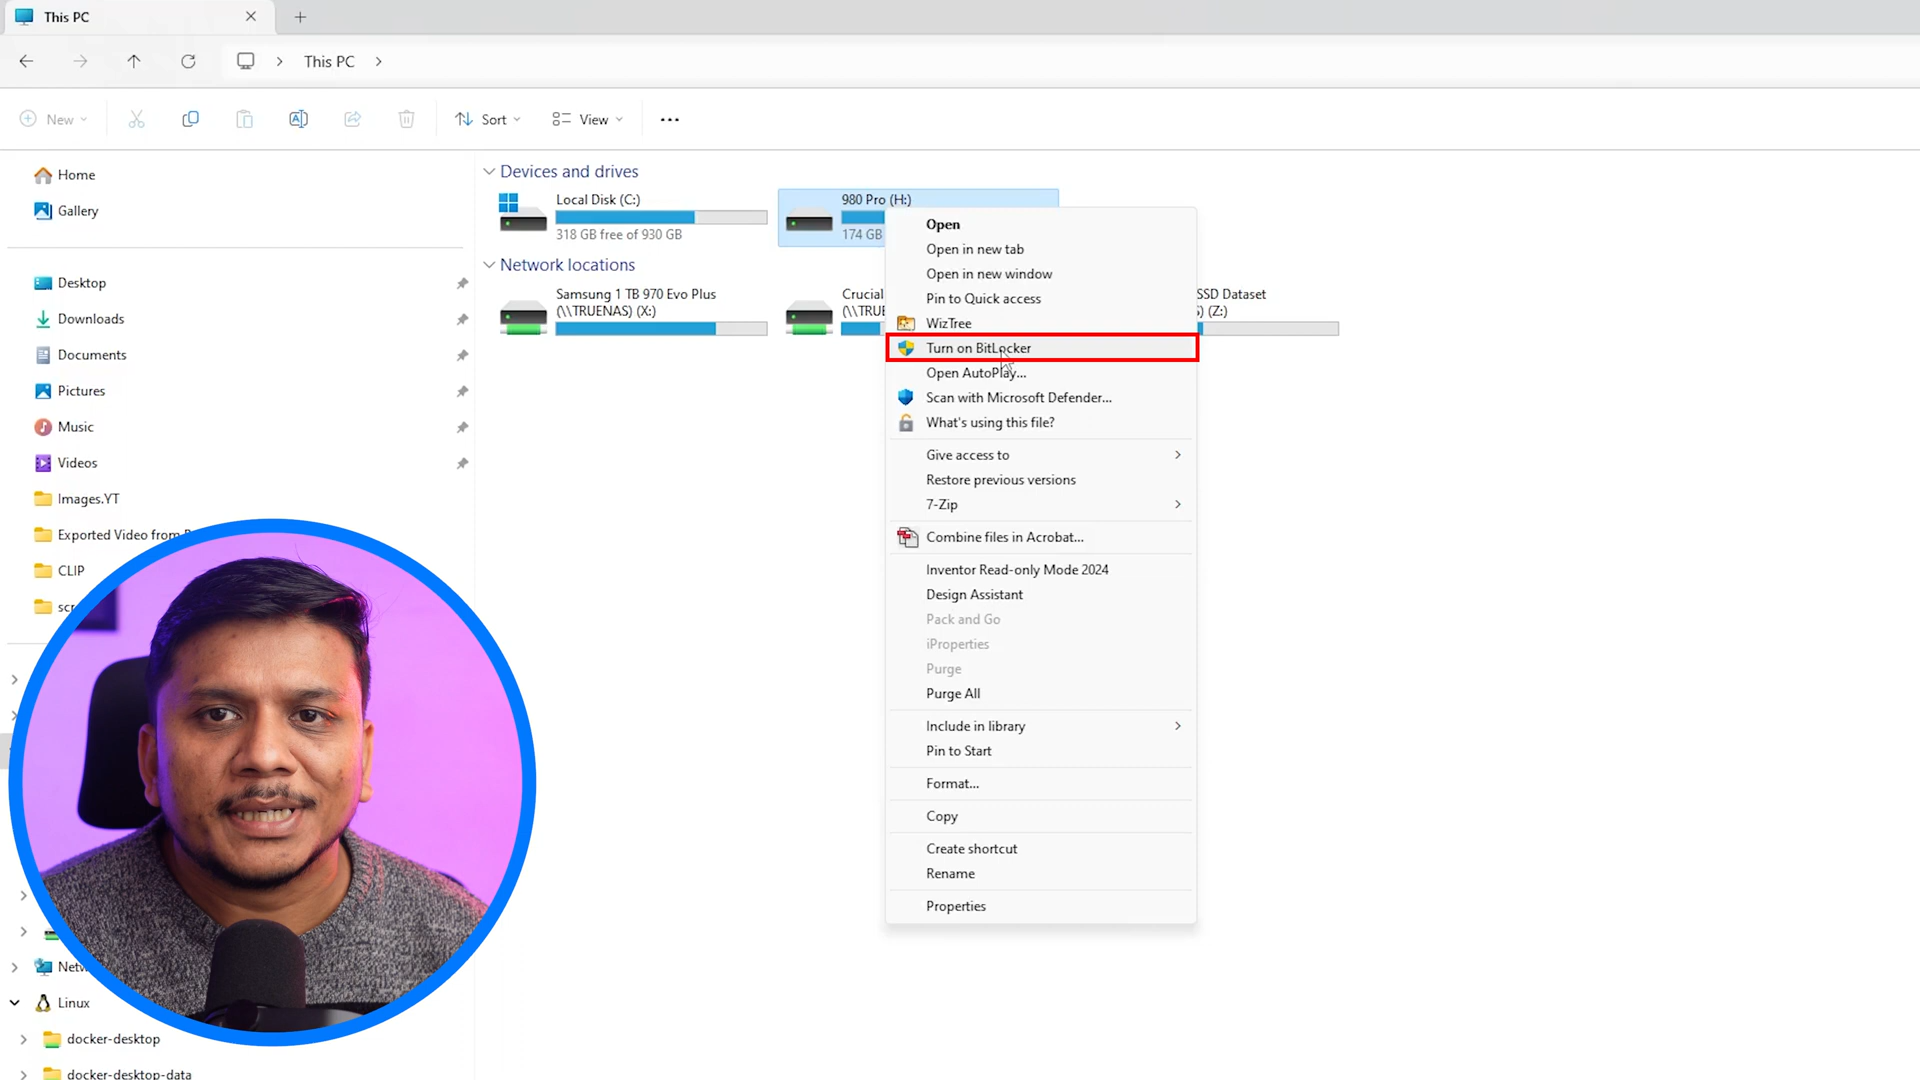 This PC
This PC
New
Sort
View
Home
Gallery
Desktop
Downloads
Documents
Pictures
Music
Videos
Images.YT
Exported Video from
CLIP
Linux
docker-desktop
docker-desktop-data
Devices and drives
Local Disk (C:)
318 GB free of 930 GB
980 Pro (H:)
174 GB
Network locations
Samsung 1 TB 970 Evo Plus
(\\TRUENAS) (X:)
Crucial
SSD Dataset
(Z:)
Open
Open in new tab
Open in new window
Pin to Quick access
WizTree
Turn on BitLocker
Open AutoPlay...
Scan with Microsoft Defender...
What's using this file?
Give access to
Restore previous versions
7-Zip
Combine files in Acrobat...
Inventor Read-only Mode 2024
Design Assistant
Pack and Go
iProperties
Purge
Purge All
Include in library
Pin to Start
Format...
Copy
Create shortcut
Rename
Properties